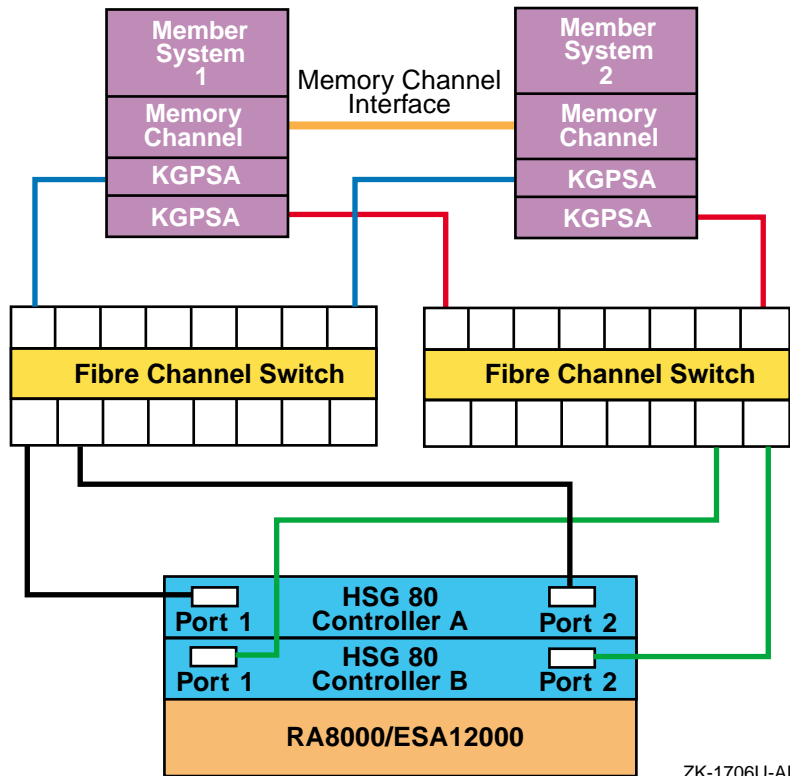 Member
System
1
Member
System
2
Memory Channel
Interface
Memory
Channel
Memory
Channel
KGPSA
KGPSA
KGPSA
KGPSA
Fibre Channel Switch
Fibre Channel Switch
Port 1
HSG 80
Controller A
Port 2
Port 1
HSG 80
Controller B
Port 2
RA8000/ESA12000